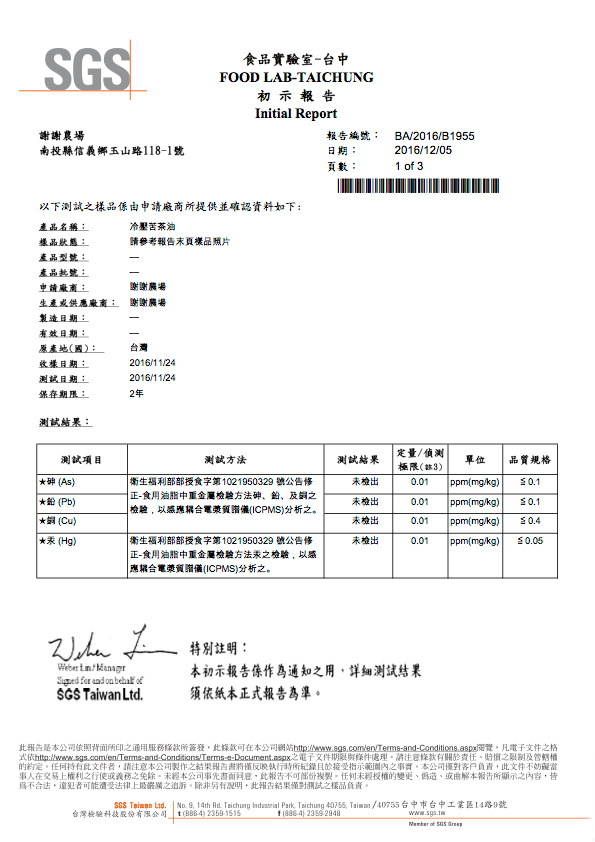 SGS
食品實驗室-台中
FOOD LAB-TAICHUNG
初示報告
Initial Report
謝謝農場
南投縣信義鄉玉山路118-1號
報告編號： BA/2016/B1955
日期： 2016/12/05
頁數： 1 of 3
以下測試之樣品係由申請廠商所提供並確認資料如下：
產品名稱： 冷壓苦茶油
樣品狀態： 請參考報告末頁樣品照片
產品型號： —
產品批號： —
申請廠商： 謝謝農場
生產或供應廠商： 謝謝農場
製造日期： —
有效日期： —
原產地(國)： 台灣
收樣日期： 2016/11/24
測試日期： 2016/11/24
保存期限： 2年
測試結果：
測試項目 測試方法 測試結果 定量/偵測極限(註3) 單位 品質規格
★砷 (As) 衛生福利部部授食字第1021950329 號公告修正-食用油脂中重金屬檢驗方法砷、鉛、及銅之檢驗，以感應耦合電漿質譜儀(ICPMS)分析之。 未檢出 0.01 ppm(mg/kg) ≦ 0.1
★鉛 (Pb) 未檢出 0.01 ppm(mg/kg) ≦ 0.1
★銅 (Cu) 未檢出 0.01 ppm(mg/kg) ≦ 0.4
★汞 (Hg) 衛生福利部部授食字第1021950329 號公告修正-食用油脂中重金屬檢驗方法汞之檢驗，以感應耦合電漿質譜儀(ICPMS)分析之。 未檢出 0.01 ppm(mg/kg) ≦ 0.05
Weber Lin/Manager
Signed for and on behalf of
SGS Taiwan Ltd.
特別註明：
本初示報告係作為通知之用，詳細測試結果
須依紙本正式報告為準。
此報告是本公司依照背面所印之通用服務條款所簽發，此條款可在本公司網站http://www.sgs.com/en/Terms-and-Conditions.aspx閱覽，凡電子文件之格
式依http://www.sgs.com/en/Terms-and-Conditions/Terms-e-Document.aspx之電子文件期限與條件處理。請注意條款有關於責任、賠償之限制及管轄權
的約定。任何持有此文件者，請注意本公司製作之結果報告書將僅反映執行時所紀錄且於接受指示範圍內之事實。本公司僅對客戶負責，此文件不妨礙當
事人在交易上權利之行使或義務之免除。未經本公司事先書面同意，此報告不可部份複製。任何未經授權的變更、偽造、或曲解本報告所顯示之內容，皆
為不合法，違犯者可能遭受法律上最嚴厲之追訴。除非另有說明，此報告結果僅對測試之樣品負責。
SGS Taiwan Ltd. No. 9, 14th Rd. Taichung Industrial Park, Taichung 40755, Taiwan /40755台中市台中工業區14路9號
台灣檢驗科技股份有限公司 t (886-4) 2359-1515 f (886-4) 2359-2948 www.sgs.tw
Member of SGS Group